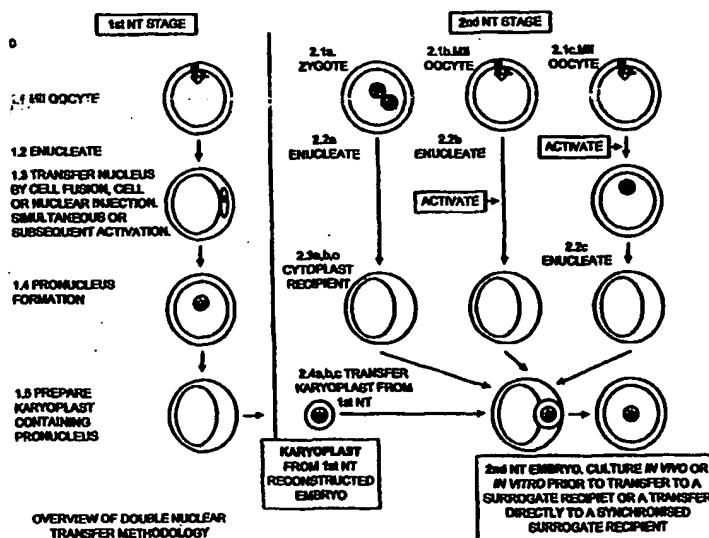 1st NT STAGE
2nd NT STAGE
2.1a.
ZYGOTE
2.1b.MII
OOCYTE
2.1c.MII
OOCYTE
1.1 MII OOCYTE
1.2 ENUCLEATE
1.3 TRANSFER NUCLEUS
BY CELL FUSION, CELL
OR NUCLEAR INJECTION.
SIMULTANEOUS OR
SUBSEQUENT ACTIVATION.
1.4 PRONUCLEUS
FORMATION
1.5 PREPARE
KARYOPLAST
CONTAINING
PRONUCLEUS
2.2a
ENUCLEATE
2.2b
ENUCLEATE
ACTIVATE
ACTIVATE
2.2c
ENUCLEATE
2.3a,b,c
CYTOPLAST
RECIPIENT
2.4a,b,c TRANSFER
KARYOPLAST FROM
1st NT
KARYOPLAST
FROM 1st NT
RECONSTRUCTED
EMBRYO
2nd NT EMBRYO. CULTURE IN VIVO OR
IN VITRO PRIOR TO TRANSFER TO A
SURROGATE RECIPIET OR A TRANSFER
DIRECTLY TO A SYNCHRONISED
SURROGATE RECIPIENT
OVERVIEW OF DOUBLE NUCLEAR
TRANSFER METHODOLOGY